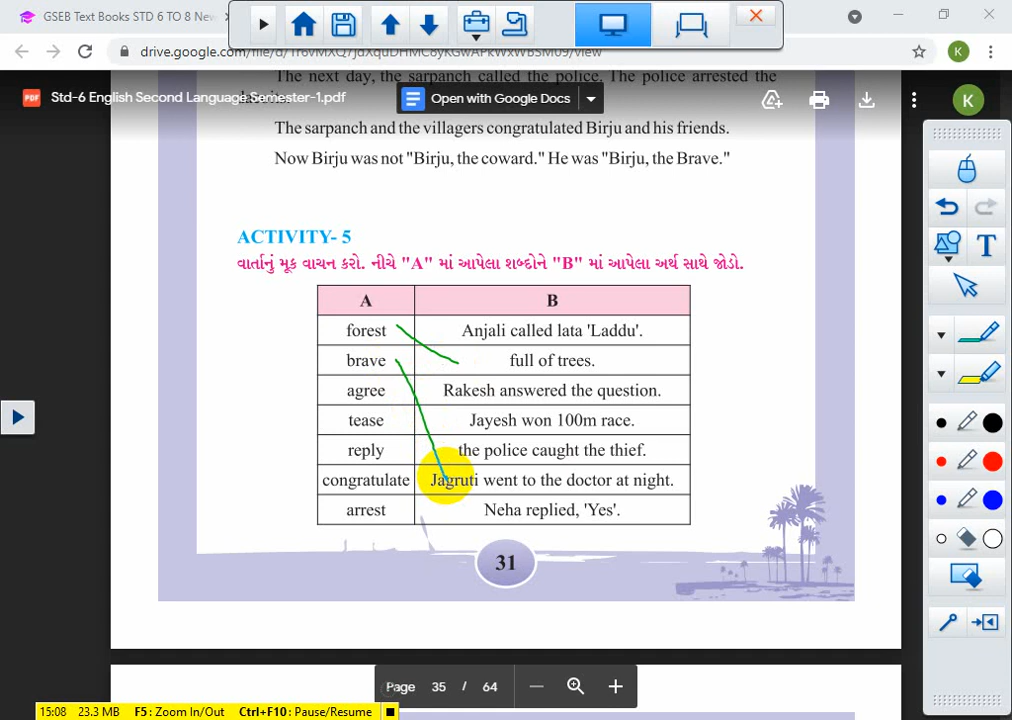 GSEB Text Books STD 6 TO 8 New
drive.google.com/file/d/
view
K
The next day, the sarpanch called the police. The police arrested the
Std-6 English Second Language Semester-1.pdf
Open with Google Docs
K
The sarpanch and the villagers congratulated Birju and his friends.
Now Birju was not "Birju, the coward." He was "Birju, the Brave."
ACTIVITY- 5
વાર્તાનું મૂક વાચન કરો. નીચે "A" માં આપેલા શબ્દોને "B" માં આપેલા અર્થ સાથે જોડો.
A B
forest Anjali called lata 'Laddu'.
brave full of trees.
agree Rakesh answered the question.
tease Jayesh won 100m race.
reply the police caught the thief.
congratulate Jagruti went to the doctor at night.
arrest Neha replied, 'Yes'.
31
T
Page 35 / 64
15:08 23.3 MB F5: Zoom In/Out Ctrl+F10: Pause/Resume